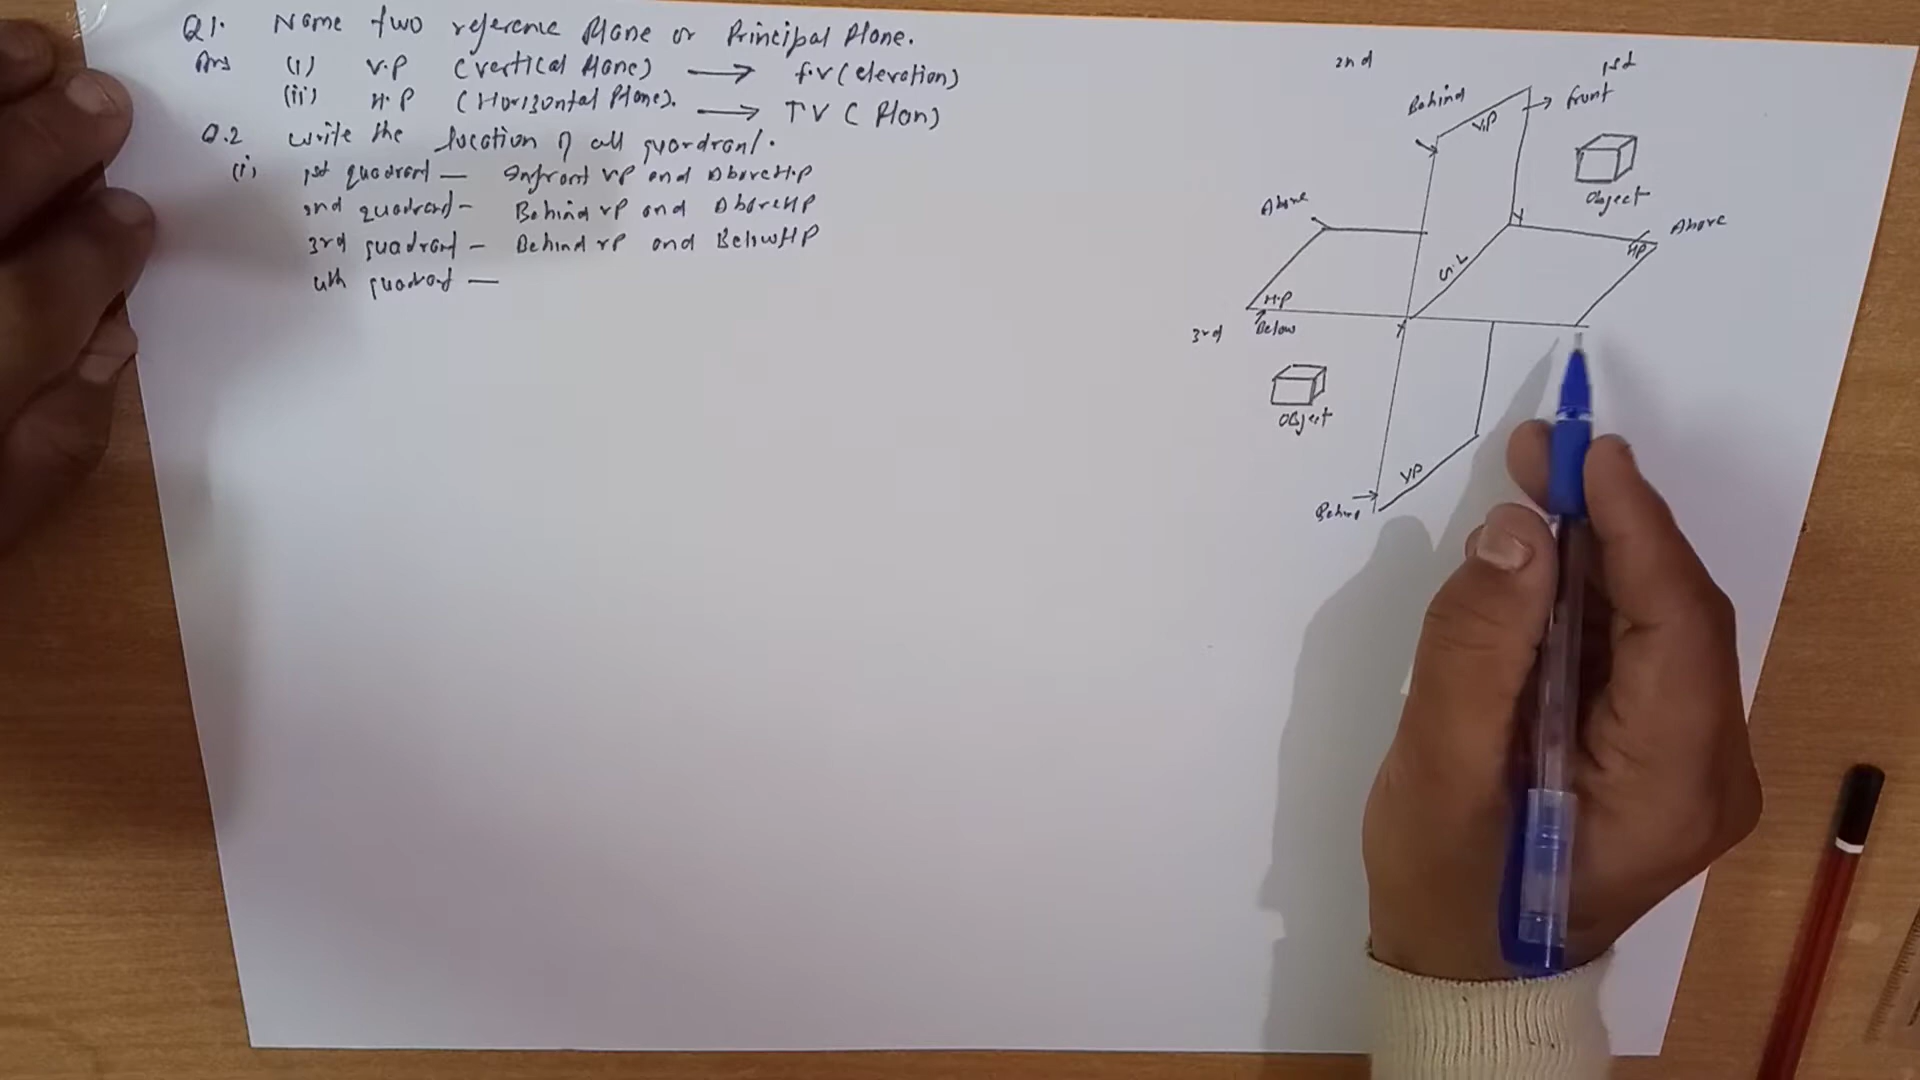 Q1. Name two reference Plane or Principal Plane.
Ans (i) V.P (Vertical Plane) → F.V (elevation)
(ii) H.P (Horizontal Plane). → TV (Plan)
Q.2 Write the location of all quadrant.
(i) 1st quadrant — Infront VP and Above H.P
2nd quadrant - Behind VP and Above HP
3rd quadrant - Behind VP and Below HP
4th quadrant —
2nd
1st
Behind
VP
Front
Object
Above
Y
Above
HP
G.L
H.P
X
3rd
Below
Object
VP